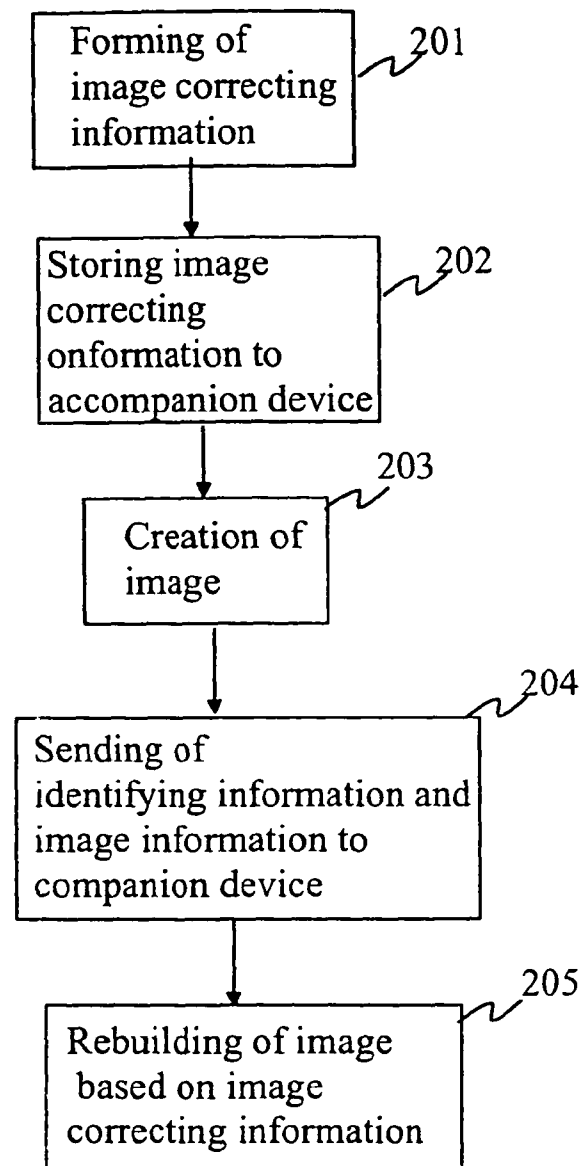 Forming of
image correcting
information
201
Storing image
correcting
onformation to
accompanion device
202
Creation of
image
203
Sending of
identifying information and
image information to
companion device
204
Rebuilding of image
based on image
correcting information
205